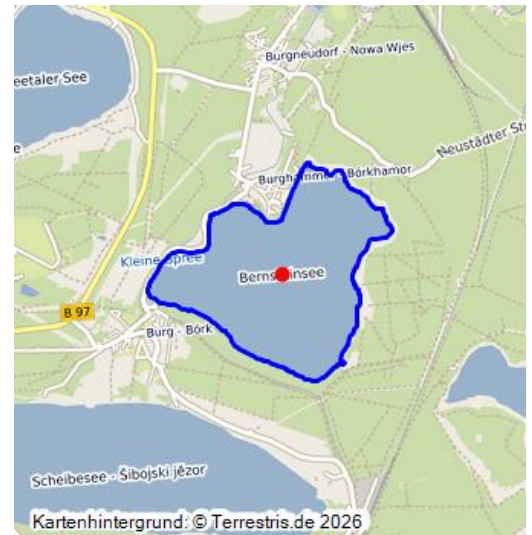 Burgneudorf - Nowa Wjes
eetaler See
Neustädter Str
Burghammer - Bórkhamor
Kleine Spree
Bernsteinsee
B 97
Burg - Bórk
Scheibesee - Šibojski jězor
Kartenhintergrund: © Terrestris.de 2026